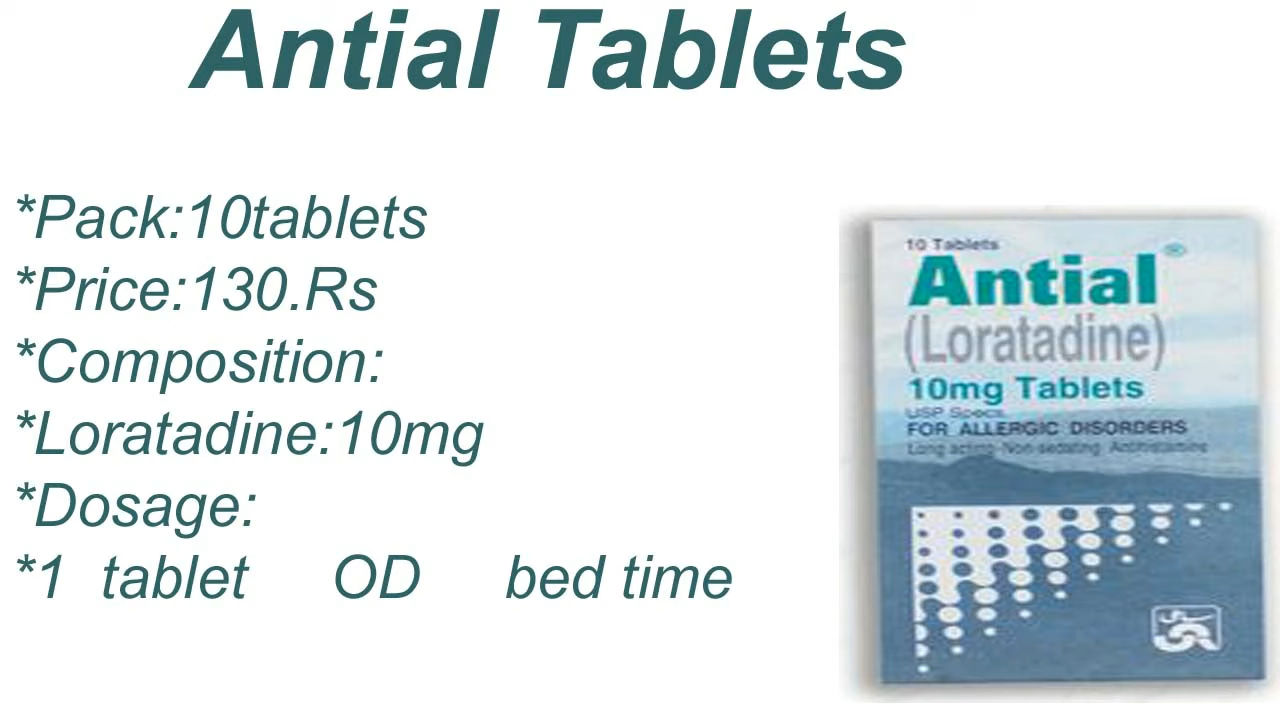 Antial Tablets
*Pack:10tablets
*Price:130.Rs
*Composition:
*Loratadine:10mg
*Dosage:
*1 tablet OD bed time
10 Tablets
Antial®
(Loratadine)
10mg Tablets
USP Specs
FOR ALLERGIC DISORDERS
Long acting Non-sedating Antihistamine